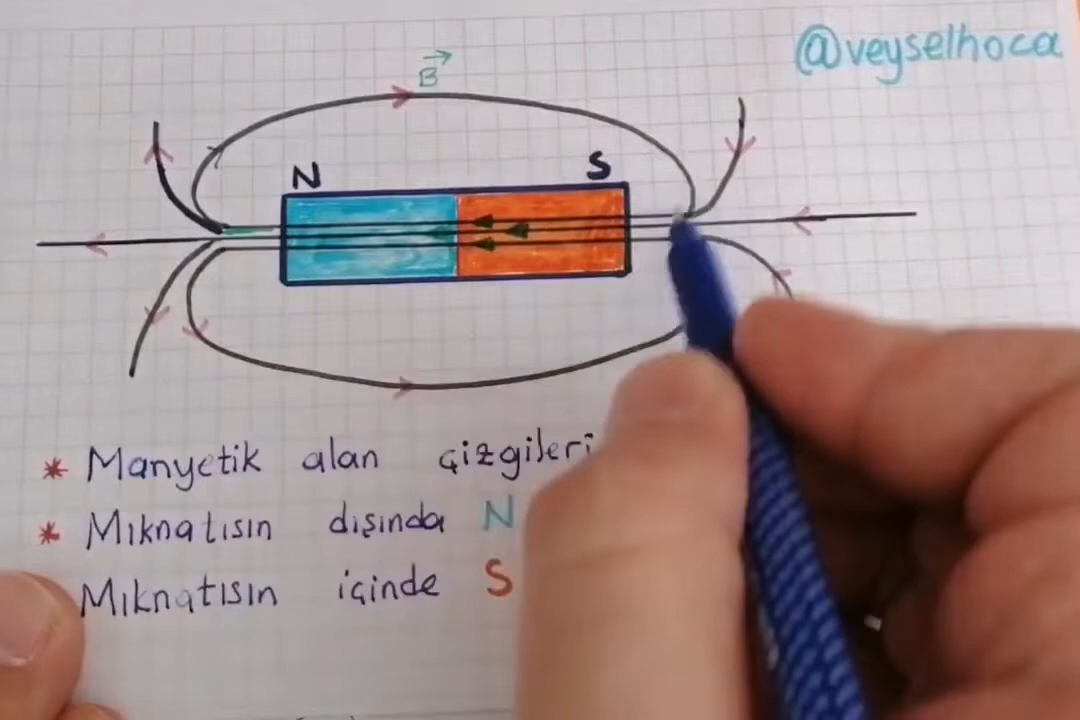 @veyselhoca
B
N S
* Manyetik alan çizgileri
* Mıknatısın dışında N
Mıknatısın içinde S